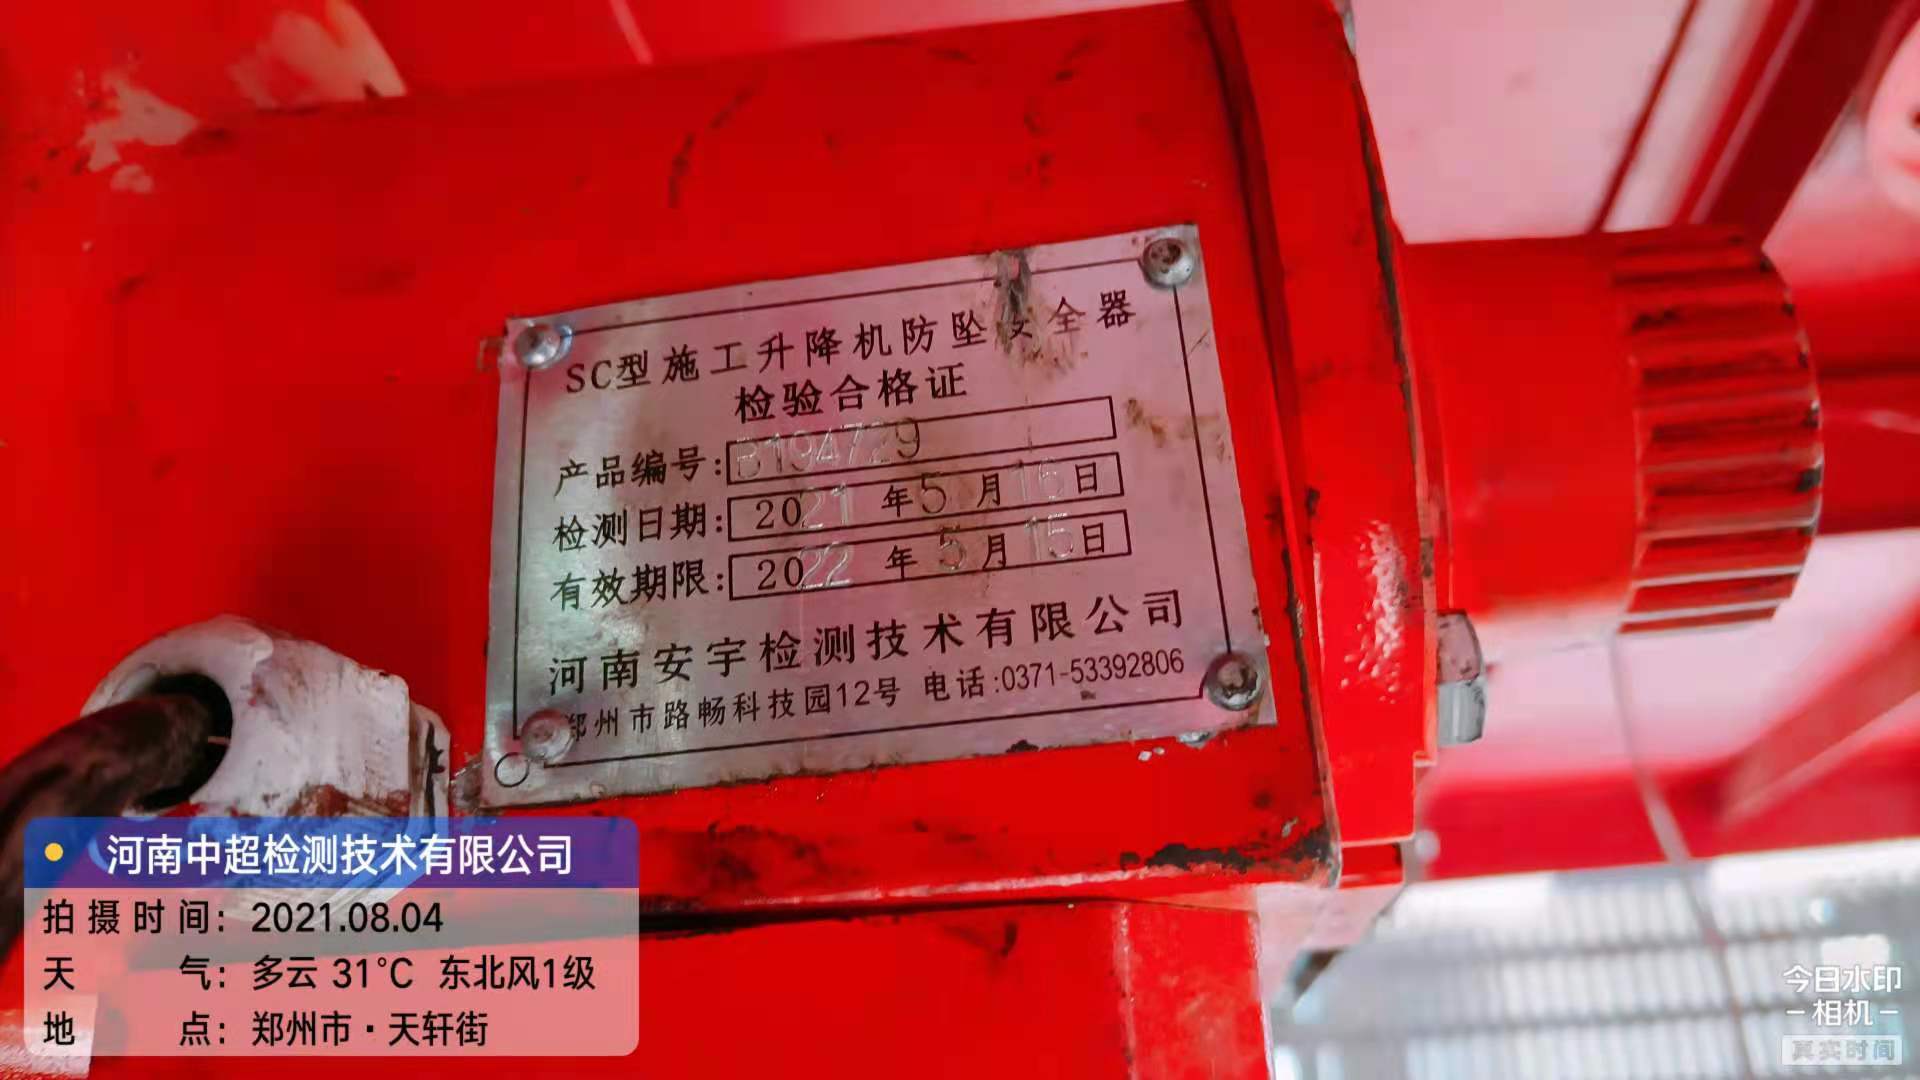 SC型施工升降机防坠安全器
检验合格证
产品编号:B194729
检测日期:2021年5月16日
有效期限:2022年5月15日
河南安宇检测技术有限公司
郑州市路畅科技园12号 电话:0371-53392806
河南中超检测技术有限公司
拍摄时间: 2021.08.04
天气: 多云 31℃ 东北风1级
地点: 郑州市·天轩街
今日水印
-相机-
真实时间